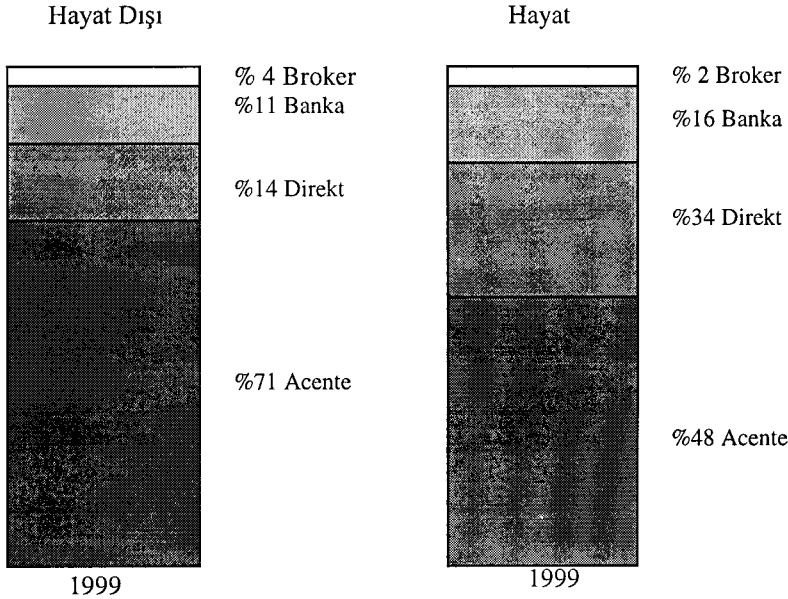 Hayat Dışı
% 4 Broker
%11 Banka
%14 Direkt
%71 Acente
1999
Hayat
% 2 Broker
%16 Banka
%34 Direkt
%48 Acente
1999